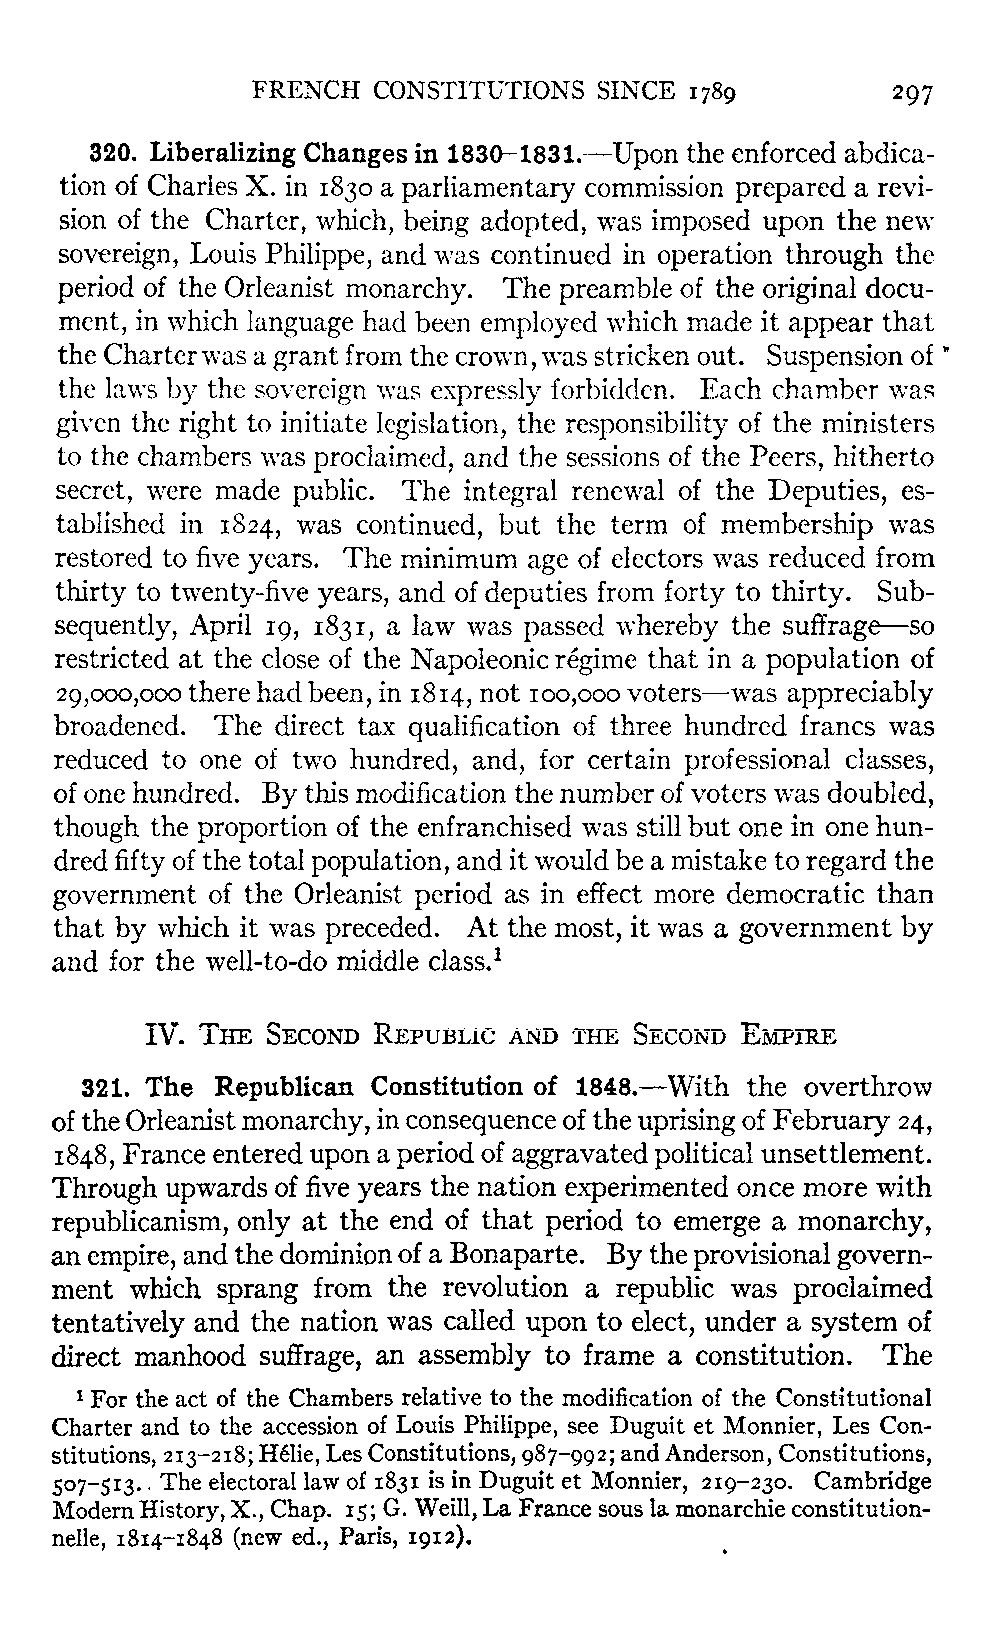 FRENCH CONSTITUTIONS SINCE 1789 297
320. Liberalizing Changes in 1830–1831.—Upon the enforced abdica-
tion of Charles X. in 1830 a parliamentary commission prepared a revi-
sion of the Charter, which, being adopted, was imposed upon the new
sovereign, Louis Philippe, and was continued in operation through the
period of the Orleanist monarchy. The preamble of the original docu-
ment, in which language had been employed which made it appear that
the Charter was a grant from the crown, was stricken out. Suspension of
the laws by the sovereign was expressly forbidden. Each chamber was
given the right to initiate legislation, the responsibility of the ministers
to the chambers was proclaimed, and the sessions of the Peers, hitherto
secret, were made public. The integral renewal of the Deputies, es-
tablished in 1824, was continued, but the term of membership was
restored to five years. The minimum age of electors was reduced from
thirty to twenty-five years, and of deputies from forty to thirty. Sub-
sequently, April 19, 1831, a law was passed whereby the suffrage—so
restricted at the close of the Napoleonic régime that in a population of
29,000,000 there had been, in 1814, not 100,000 voters—was appreciably
broadened. The direct tax qualification of three hundred francs was
reduced to one of two hundred, and, for certain professional classes,
of one hundred. By this modification the number of voters was doubled,
though the proportion of the enfranchised was still but one in one hun-
dred fifty of the total population, and it would be a mistake to regard the
government of the Orleanist period as in effect more democratic than
that by which it was preceded. At the most, it was a government by
and for the well-to-do middle class.¹
IV. THE SECOND REPUBLIC AND THE SECOND EMPIRE
321. The Republican Constitution of 1848.—With the overthrow
of the Orleanist monarchy, in consequence of the uprising of February 24,
1848, France entered upon a period of aggravated political unsettlement.
Through upwards of five years the nation experimented once more with
republicanism, only at the end of that period to emerge a monarchy,
an empire, and the dominion of a Bonaparte. By the provisional govern-
ment which sprang from the revolution a republic was proclaimed
tentatively and the nation was called upon to elect, under a system of
direct manhood suffrage, an assembly to frame a constitution. The
¹ For the act of the Chambers relative to the modification of the Constitutional
Charter and to the accession of Louis Philippe, see Duguit et Monnier, Les Con-
stitutions, 213–218; Hélie, Les Constitutions, 987–992; and Anderson, Constitutions,
507–513. The electoral law of 1831 is in Duguit et Monnier, 219–230. Cambridge
Modern History, X., Chap. 15; G. Weill, La France sous la monarchie constitution-
nelle, 1814–1848 (new ed., Paris, 1912).